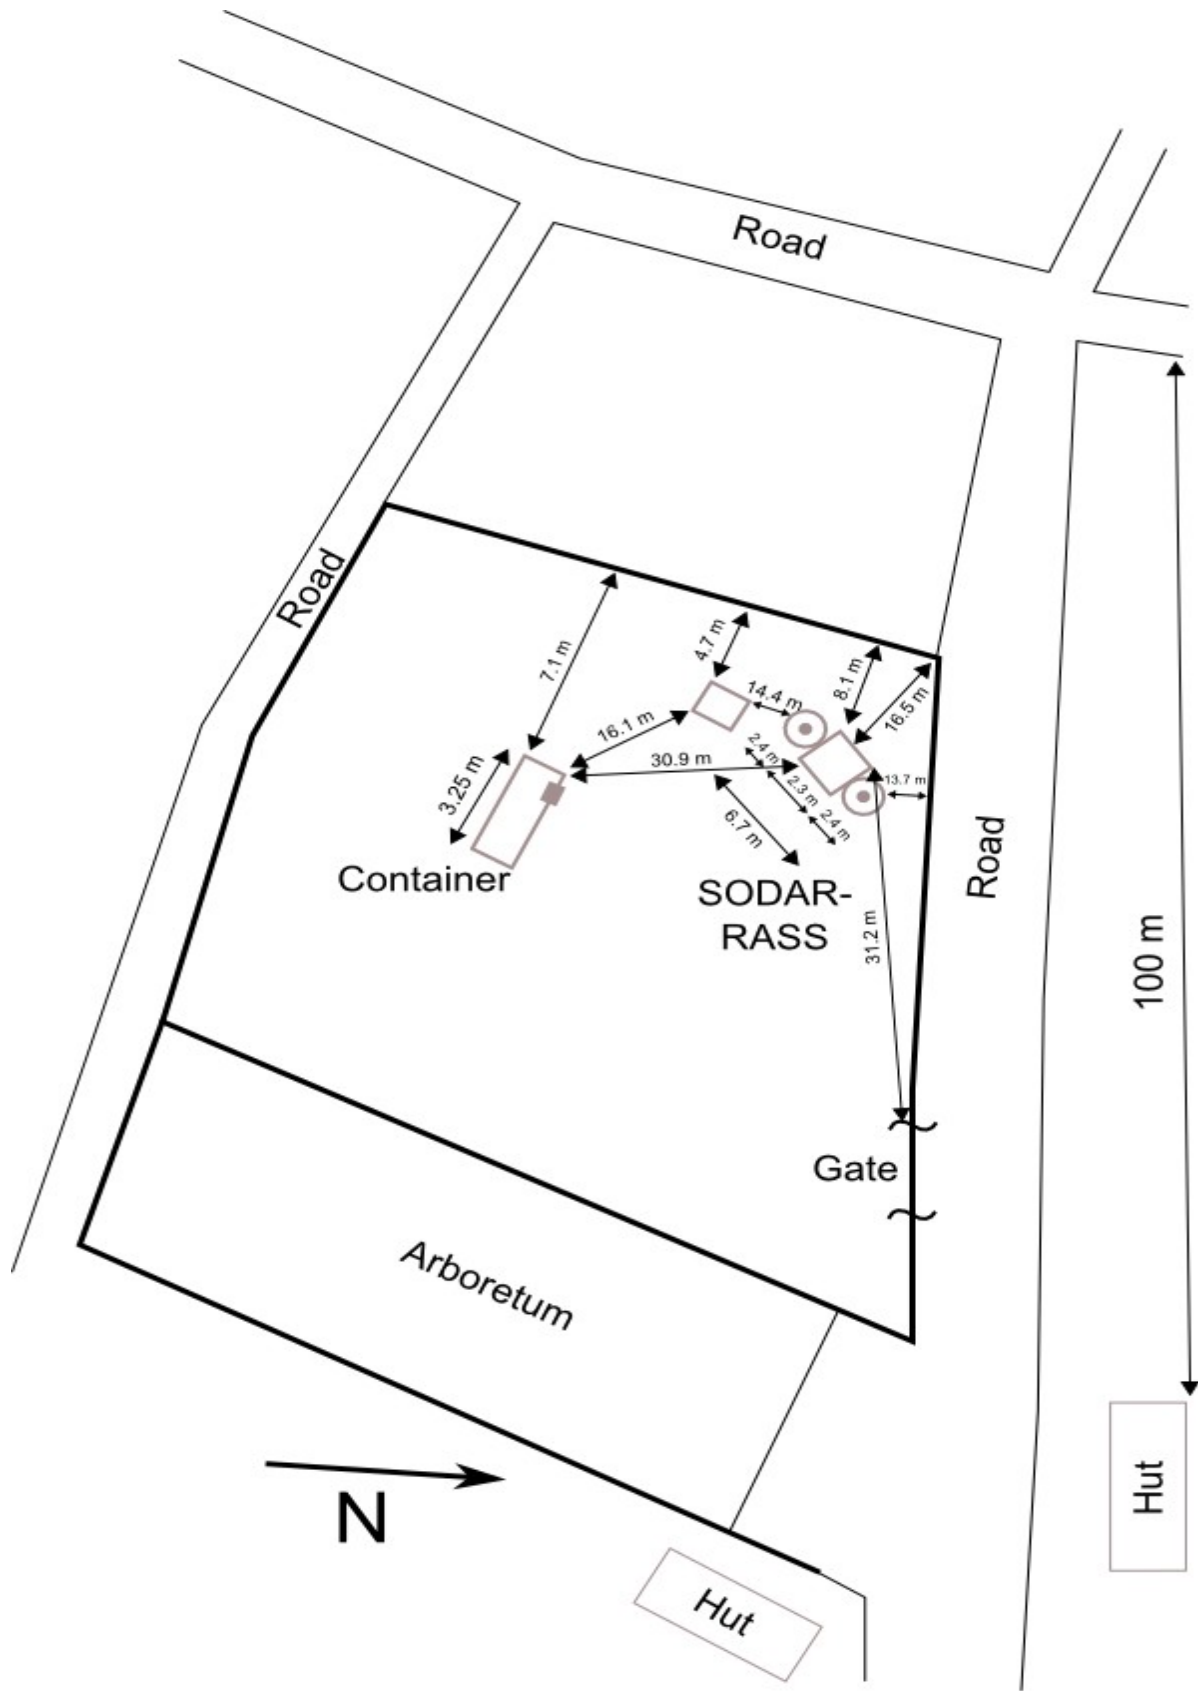 Road
Road
7.1 m
4.7 m
8.1 m
14.4 m
16.5 m
16.1 m
30.9 m
2.4 m
2.3 m
2.4 m
13.7 m
3.25 m
6.7 m
Container
SODAR-
RASS
Road
31.2 m
100 m
Gate
Arboretum
N
Hut
Hut